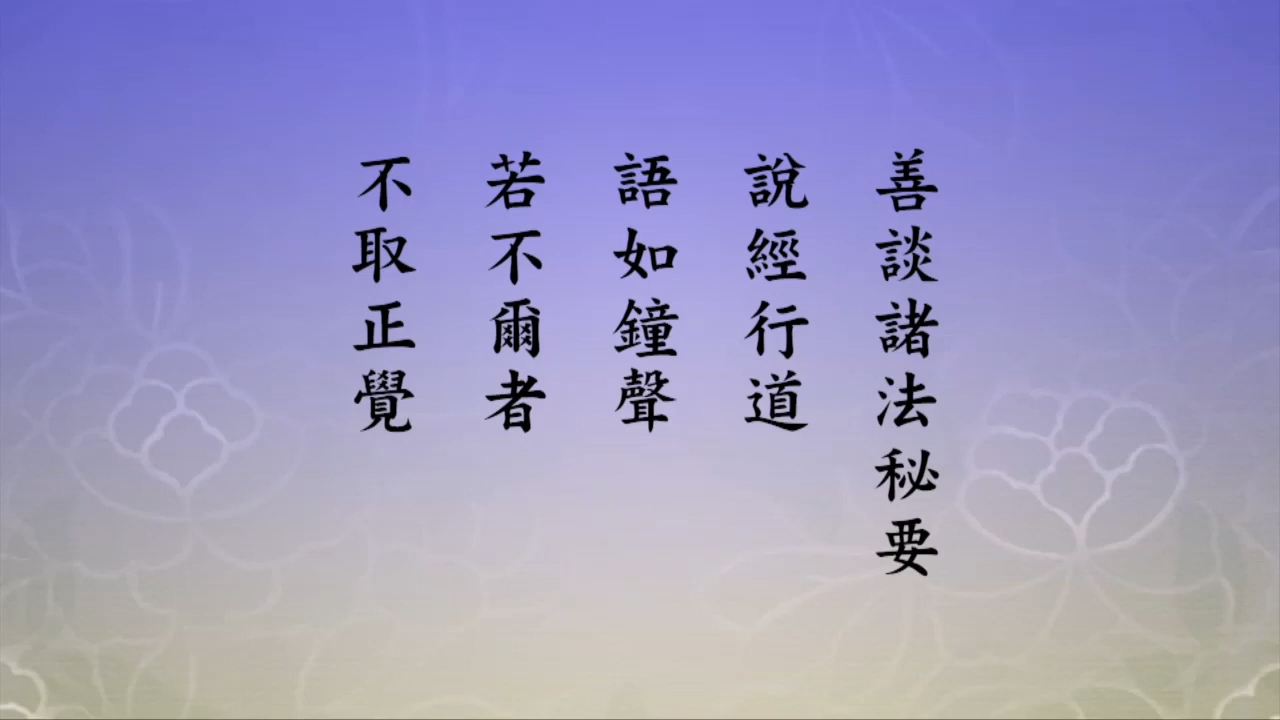 善談諸法秘要
說經行道
語如鐘聲
若不爾者
不取正覺